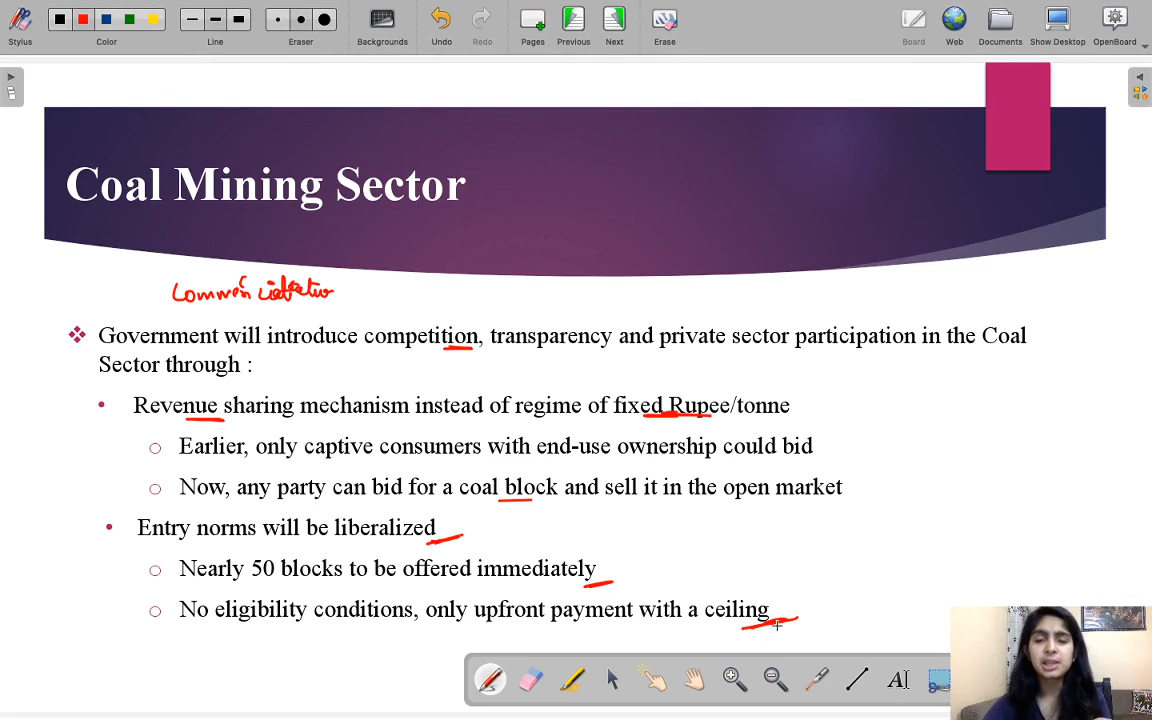 Stylus
Color
Line
Eraser
Backgrounds
Undo
Redo
Pages
Previous
Next
Erase
Board
Web
Documents
Show Desktop
OpenBoard
Coal Mining Sector
Common
Government will introduce competition, transparency and private sector participation in the Coal
Sector through :
Revenue sharing mechanism instead of regime of fixed Rupee/tonne
Earlier, only captive consumers with end-use ownership could bid
Now, any party can bid for a coal block and sell it in the open market
Entry norms will be liberalized
Nearly 50 blocks to be offered immediately
No eligibility conditions, only upfront payment with a ceiling